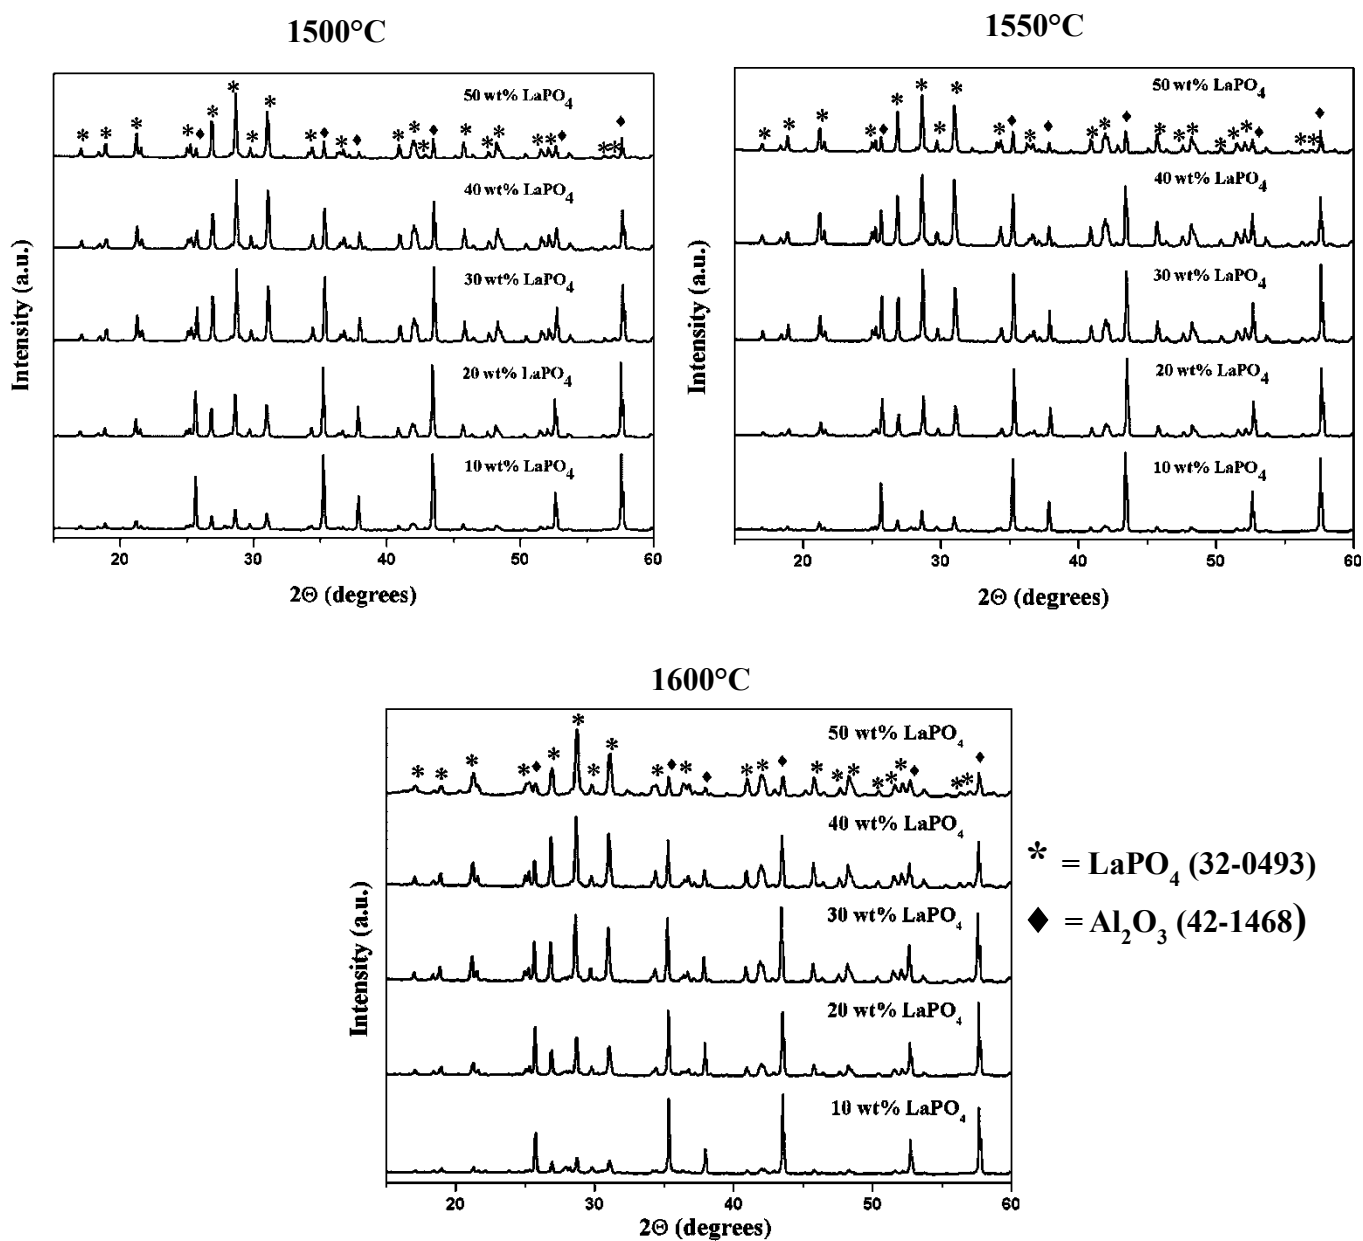 1500°C
50 wt% LaPO₄
40 wt% LaPO₄
30 wt% LaPO₄
20 wt% LaPO₄
10 wt% LaPO₄
Intensity (a.u.)
20 30 40 50 60
2Θ (degrees)
1550°C
50 wt% LaPO₄
40 wt% LaPO₄
30 wt% LaPO₄
20 wt% LaPO₄
10 wt% LaPO₄
Intensity (a.u.)
20 30 40 50 60
2Θ (degrees)
1600°C
50 wt% LaPO₄
40 wt% LaPO₄
30 wt% LaPO₄
20 wt% LaPO₄
10 wt% LaPO₄
Intensity (a.u.)
20 30 40 50 60
2Θ (degrees)
* = LaPO₄ (32-0493)
♦ = Al₂O₃ (42-1468)